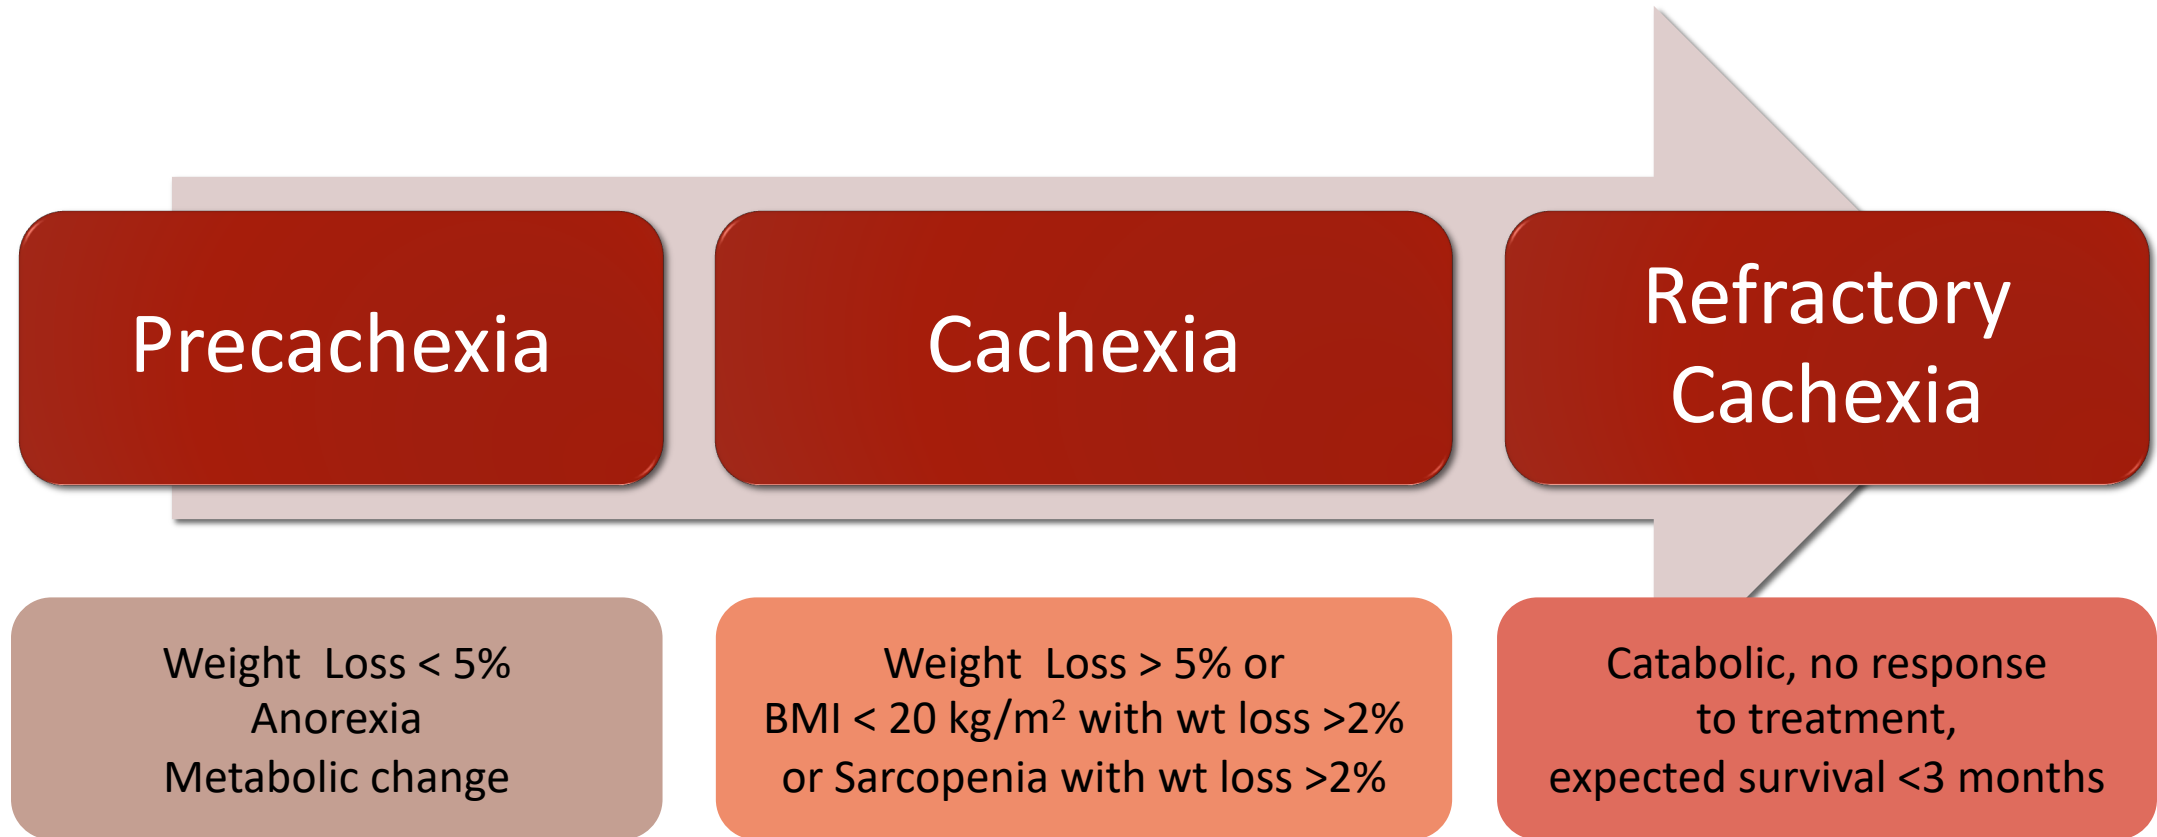 Precachexia
Cachexia
Refractory
Cachexia
Weight  Loss < 5%
Anorexia
Metabolic change
Weight  Loss > 5% or
BMI < 20 kg/m² with wt loss >2%
or Sarcopenia with wt loss >2%
Catabolic, no response
to treatment,
expected survival <3 months